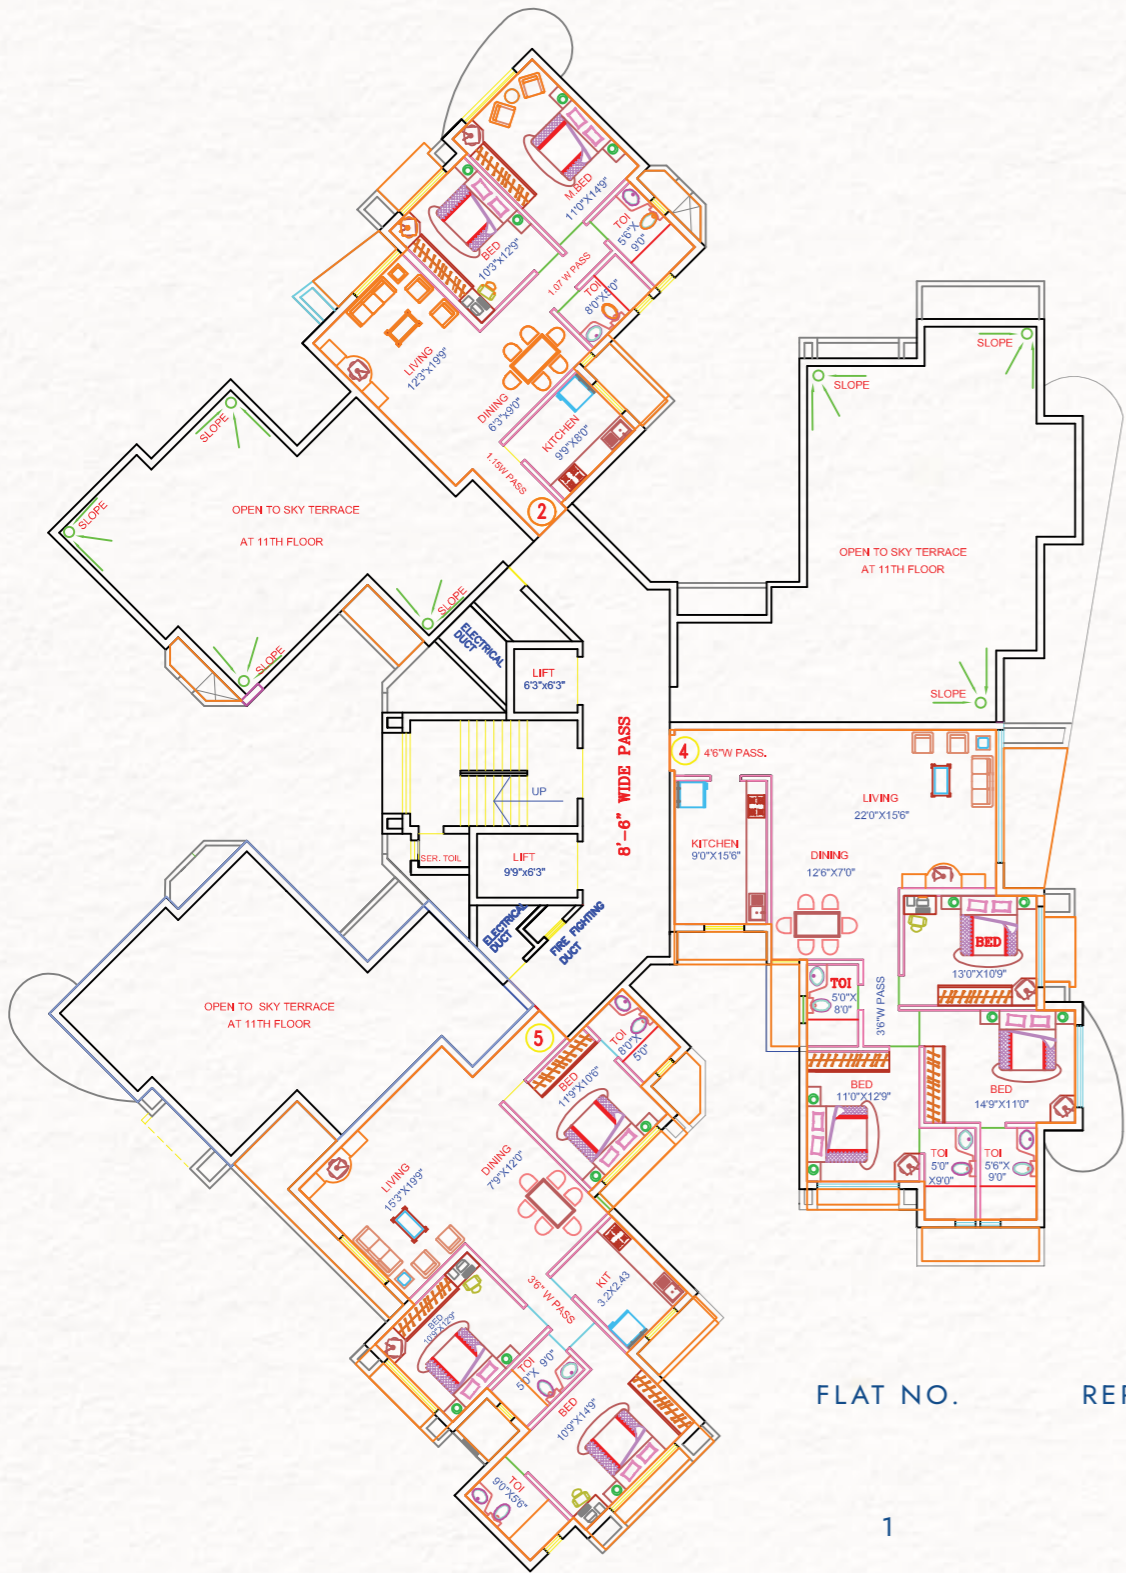 M.BED
11'0"X14'9"
TOI
5'6"X
9'0"
BED
10'3"x12'9"
1.07 W PASS
TOI
8'0"X5'0"
LIVING
12'3"x19'9"
DINING
6'3"x9'0"
KITCHEN
9'9"X8'0"
1.15W PASS
2
SLOPE
SLOPE
SLOPE
SLOPE
OPEN TO SKY TERRACE
AT 11TH FLOOR
SLOPE
SLOPE
OPEN TO SKY TERRACE
AT 11TH FLOOR
SLOPE
ELECTRICAL
DUCT
LIFT
6'3"x6'3"
8'-6" WIDE PASS
UP
SER. TOIL
LIFT
9'9"x6'3"
ELECTRICAL
DUCT
FIRE FIGHTING
DUCT
4
4'6"W PASS.
LIVING
22'0"X15'6"
KITCHEN
9'0"X15'6"
DINING
12'6"X7'0"
BED
13'0"X10'9"
TOI
5'0"X
8'0"
3'6"W PASS
BED
11'0"X12'9"
BED
14'9"X11'0"
TOI
5'0"
X9'0"
TOI
5'6"X
9'0"
OPEN TO SKY TERRACE
AT 11TH FLOOR
5
TOI
8'0"X
5'0"
BED
11'9"X10'6"
DINING
7'9"X12'0"
LIVING
15'3"X19'9"
KIT
3.2X2.43
3'6" W PASS
BED
10'9"X12'9"
TOI
5'0"X 9'0"
BED
10'9"X14'9"
TOI
9'0"X5'6"
FLAT NO.
1